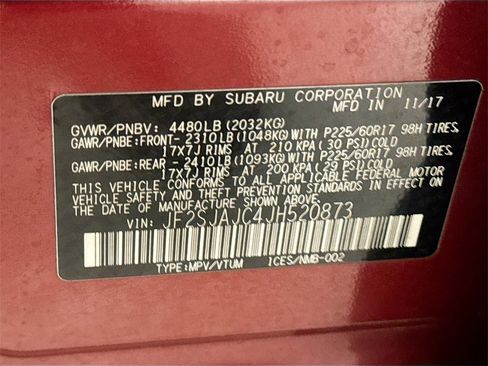 MFD BY SUBARU CORPORATION
MFD IN 11/17
GVWR/PNBV: 4480LB (2032KG)
GAWR/PNBE:FRONT-2310LB(1048KG)WITH P225/60R17 98H TIRES,
17X7J RIMS AT 210 KPA(30 PSI)COLD
GAWR/PNBE:REAR -2410LB(1093KG)WITH P225/60R17 98H TIRES,
17X7J RIMS AT 200 KPA(29 PSI)COLD
THIS VEHICLE CONFORMS TO ALL APPLICABLE FEDERAL MOTOR
VEHICLE SAFETY, BUMPER, AND THEFT PREVENTION STANDARDS
IN EFFECT ON THE DATE OF MANUFACTURE SHOWN ABOVE.
VIN: JF2SJAJC4JH520873
TYPE:MPV/VTUM ICES/NMB-002